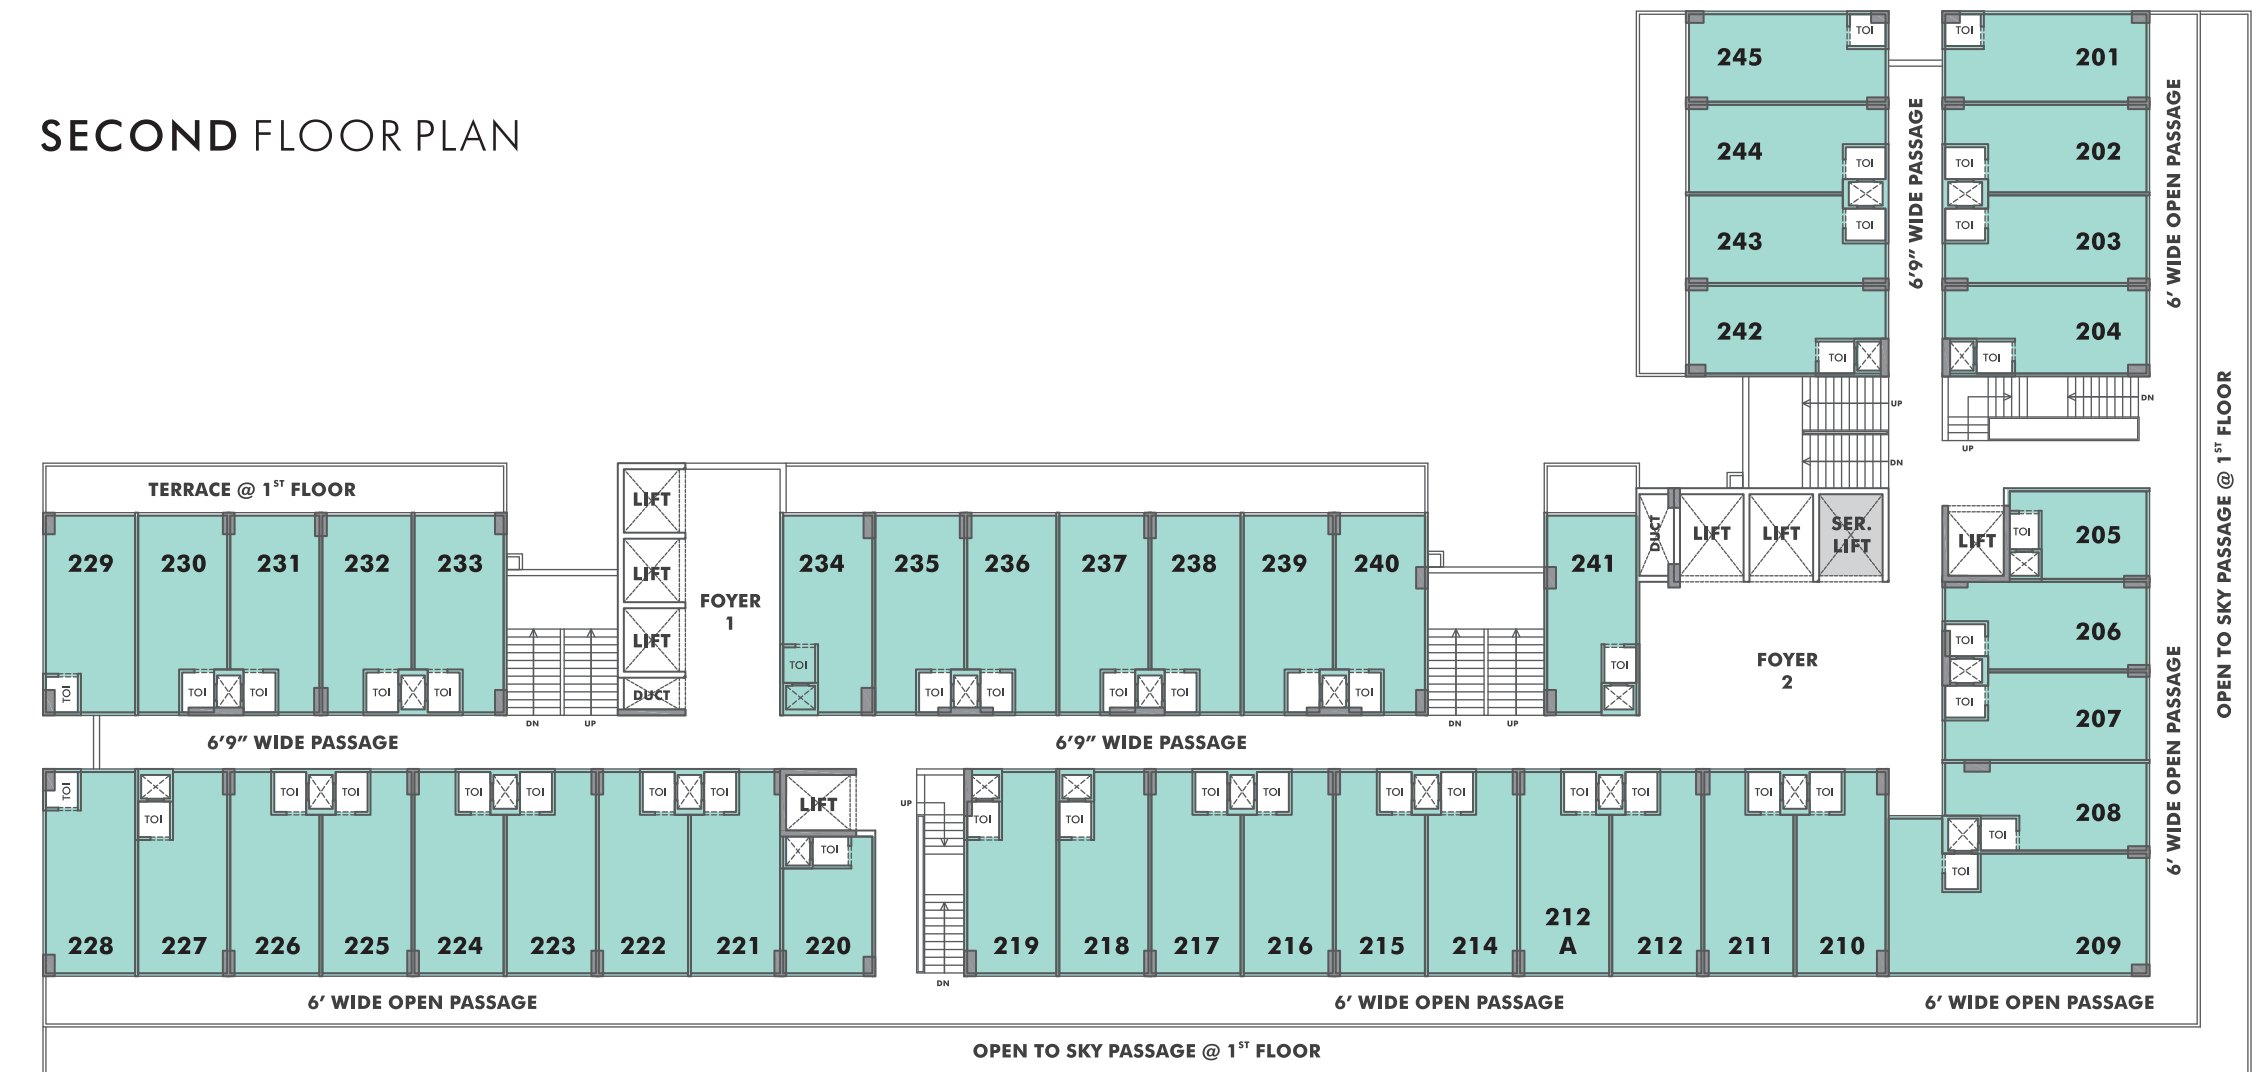 SECOND FLOOR PLAN
TOI
TOI
245
201
244
202
TOI
TOI
TOI
TOI
243
203
242
204
TOI
TOI
6'9” WIDE PASSAGE
6' WIDE OPEN PASSAGE
UP
DN
DN
UP
OPEN TO SKY PASSAGE @ 1ST FLOOR
TERRACE @ 1ST FLOOR
LIFT
LIFT
LIFT
DUCT
FOYER
1
DUCT
LIFT
LIFT
SER.
LIFT
LIFT
TOI
205
229
230
231
232
233
234
235
236
237
238
239
240
241
206
TOI
TOI
207
FOYER
2
TOI
TOI
TOI
TOI
TOI
TOI
TOI
TOI
TOI
TOI
TOI
TOI
DN
UP
DN
UP
6'9” WIDE PASSAGE
6'9” WIDE PASSAGE
6' WIDE OPEN PASSAGE
TOI
TOI
TOI
TOI
TOI
TOI
TOI
TOI
LIFT
TOI
UP
TOI
TOI
TOI
TOI
TOI
TOI
TOI
TOI
TOI
TOI
208
TOI
TOI
228
227
226
225
224
223
222
221
220
219
218
217
216
215
214
212
A
212
211
210
209
DN
6' WIDE OPEN PASSAGE
6' WIDE OPEN PASSAGE
6' WIDE OPEN PASSAGE
OPEN TO SKY PASSAGE @ 1ST FLOOR